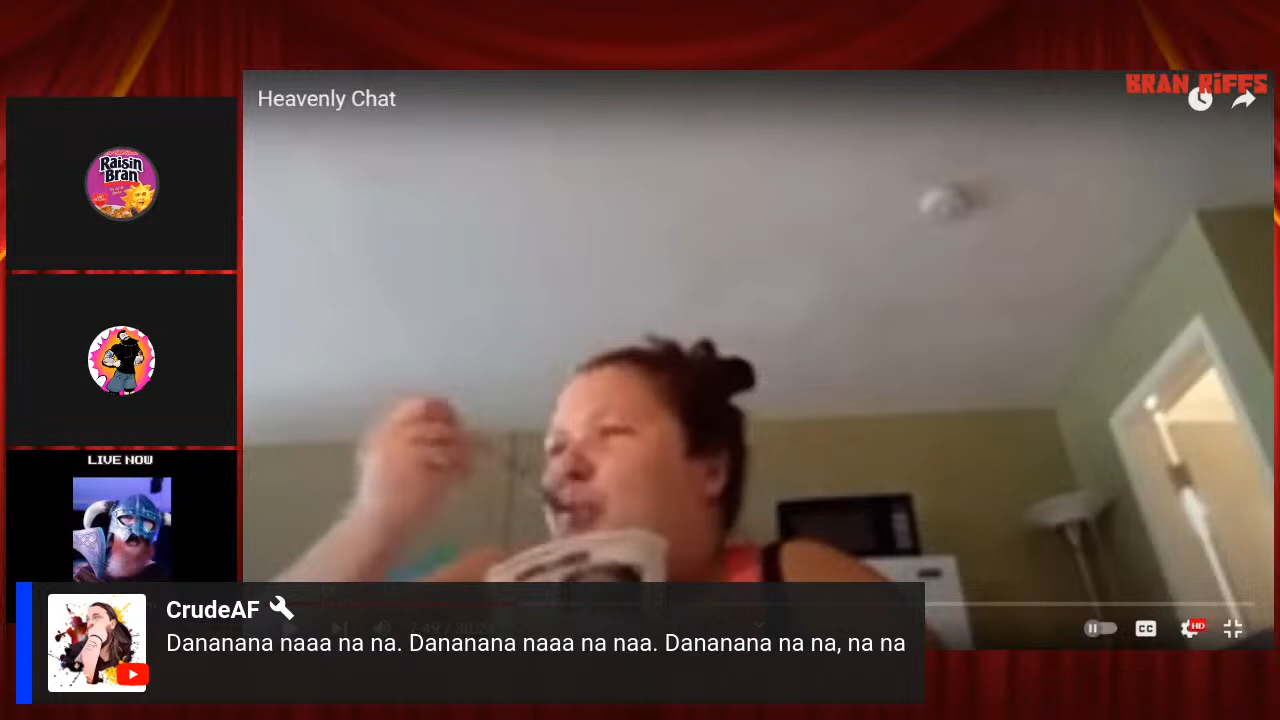 BRAN RiFFS
Heavenly Chat
Raisin
Bran
LIVE NOW
HD
CC
CrudeAF
Dananana naaa na na. Dananana naaa na naa. Dananana na na, na na